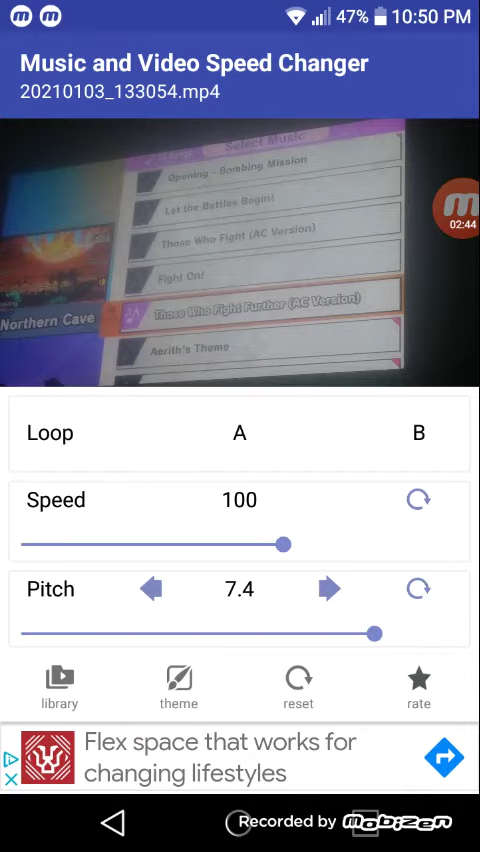 47%
10:50 PM
Music and Video Speed Changer
20210103_133054.mp4
Select Music
Opening - Bombing Mission
Let the Battles Begin!
Those Who Fight (AC Version)
Fight On!
Northern Cave
Those Who Fight Further (AC Version)
Aerith's Theme
02:44
Loop A B
Speed 100
Pitch 7.4
library theme reset rate
Flex space that works for
changing lifestyles
Recorded by Mobizen